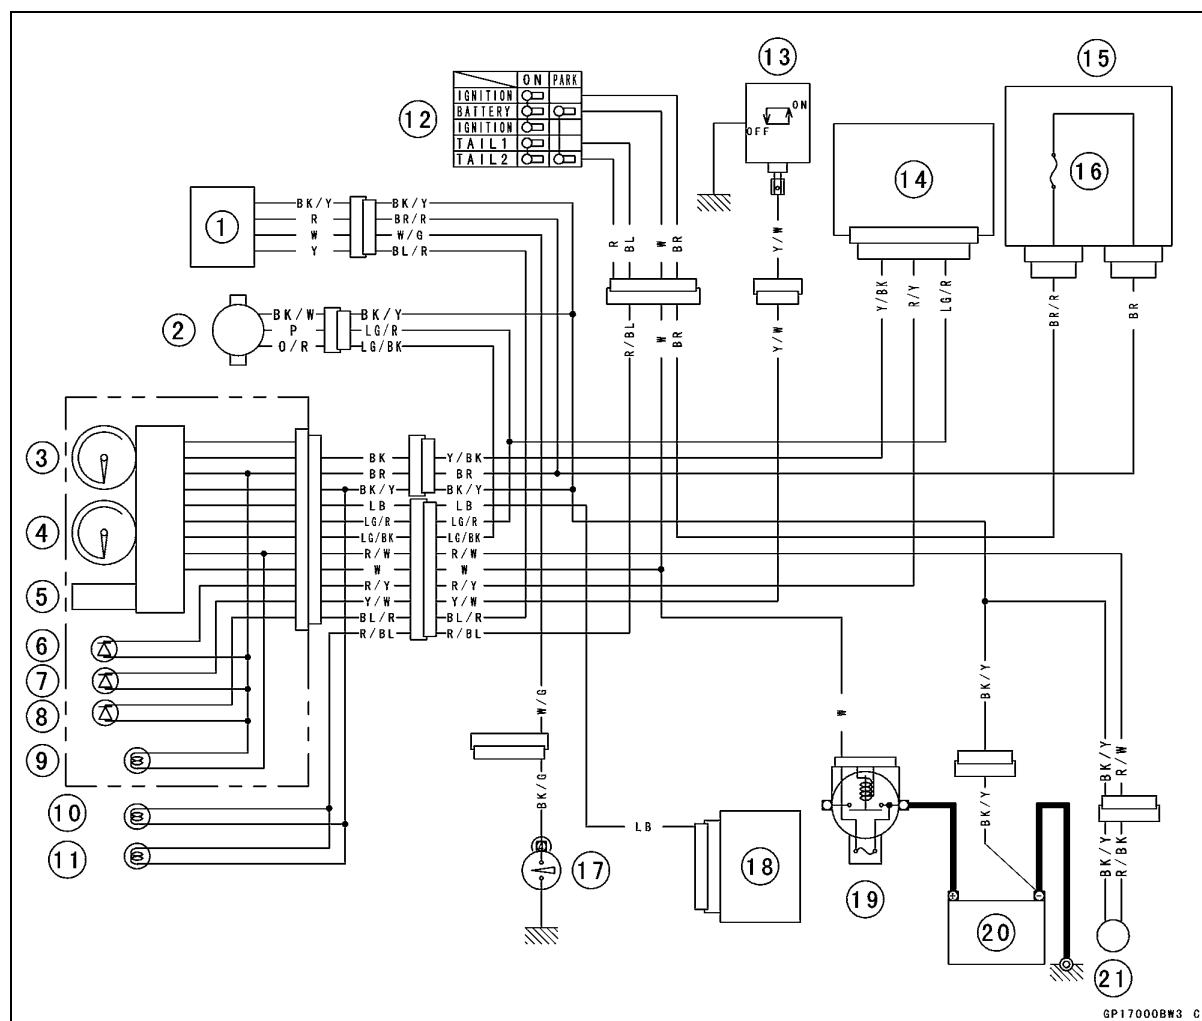 ON PARK
IGNITION
BATTERY
IGNITION
TAIL1
TAIL2
12
13
ON
OFF
15
16
14
1
BK/Y BK/Y
R BR/R
W W/G
Y BL/R
R
BL
W
BR
Y/W
Y/BK
R/Y
LG/R
BR/R
BR
2
BK/W BK/Y
P LG/R
O/R LG/BK
R/BL
W
BR
Y/W
3
BK Y/BK
BR BR
BK/Y BK/Y
4
LB LB
LG/R LG/R
LG/BK LG/BK
R/W R/W
5
W W
R/Y R/Y
Y/W Y/W
BL/R BL/R
R/BL R/BL
6
7
8
9
10
11
W/G
BK/G
17
LB
18
W
19
BK/Y
BK/Y
+
-
20
BK/Y
R/W
BK/Y
R/BK
21
GP17000BW3 C